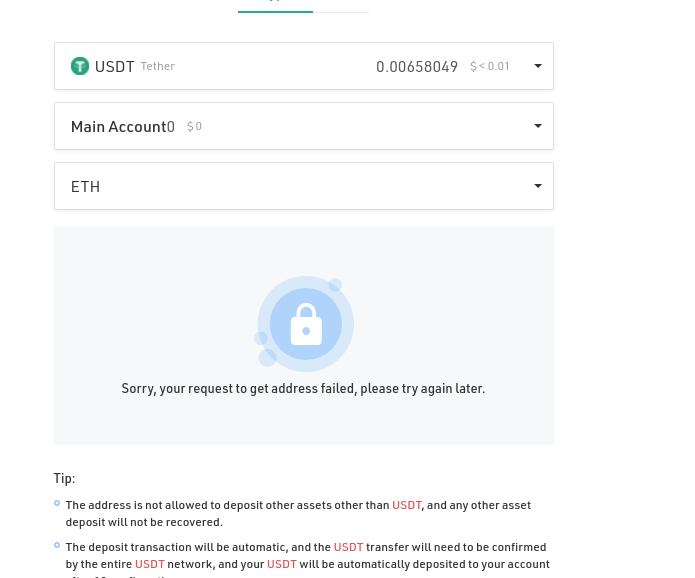 USDT Tether 0.00658049 $<0.01
Main Account0 $0
ETH
Sorry, your request to get address failed, please try again later.
Tip:
The address is not allowed to deposit other assets other than USDT, and any other asset
deposit will not be recovered.
The deposit transaction will be automatic, and the USDT transfer will need to be confirmed
by the entire USDT network, and your USDT will be automatically deposited to your account